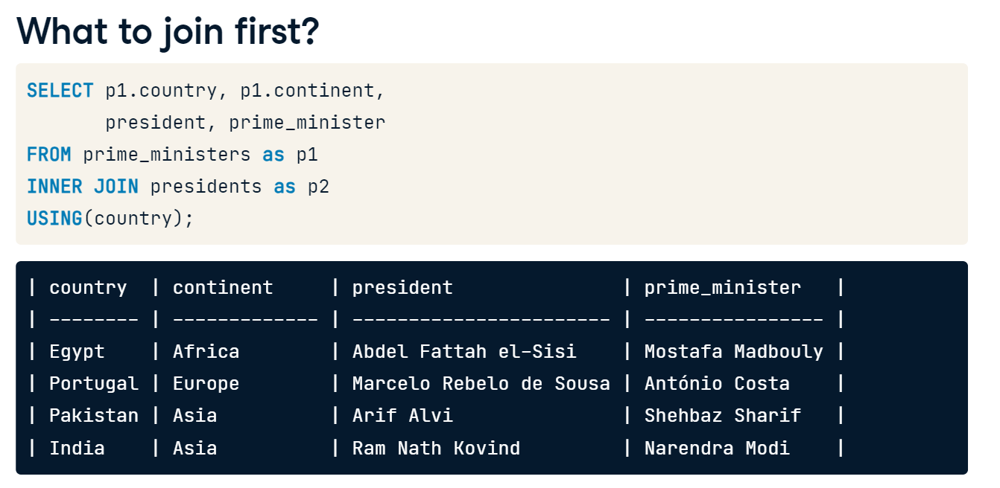 What to join first?
SELECT p1.country, p1.continent,
       president, prime_minister
FROM prime_ministers as p1
INNER JOIN presidents as p2
USING(country);
| country  | continent     | president               | prime_minister   |
| -------- | ------------- | ----------------------- | ---------------- |
| Egypt    | Africa        | Abdel Fattah el-Sisi    | Mostafa Madbouly |
| Portugal | Europe        | Marcelo Rebelo de Sousa | António Costa    |
| Pakistan | Asia          | Arif Alvi               | Shehbaz Sharif   |
| India    | Asia          | Ram Nath Kovind         | Narendra Modi    |